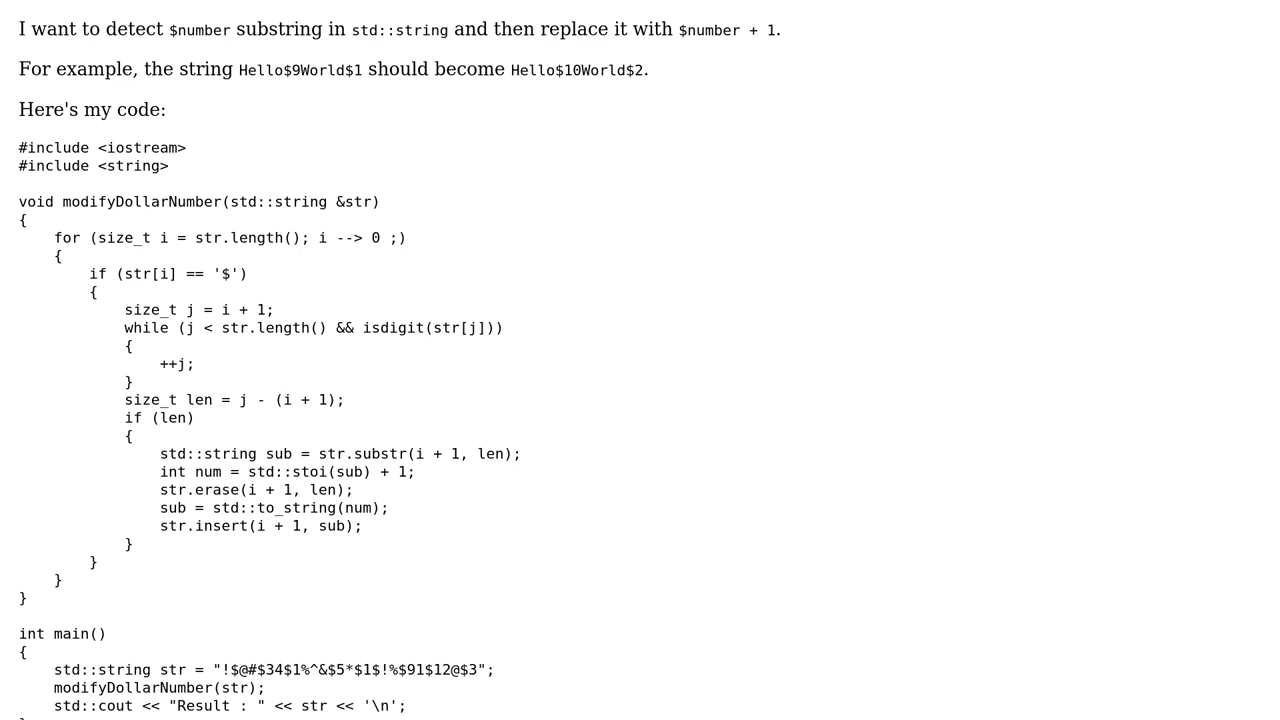 I want to detect $number substring in std::string and then replace it with $number + 1.
For example, the string Hello$9World$1 should become Hello$10World$2.
Here's my code:
#include <iostream>
#include <string>
void modifyDollarNumber(std::string &str)
{
    for (size_t i = str.length(); i --> 0 ;)
    {
        if (str[i] == '$')
        {
            size_t j = i + 1;
            while (j < str.length() && isdigit(str[j]))
            {
                ++j;
            }
            size_t len = j - (i + 1);
            if (len)
            {
                std::string sub = str.substr(i + 1, len);
                int num = std::stoi(sub) + 1;
                str.erase(i + 1, len);
                sub = std::to_string(num);
                str.insert(i + 1, sub);
            }
        }
    }
}
int main()
{
    std::string str = "!$@#$34$1%^&$5*$1$!%$91$12@$3";
    modifyDollarNumber(str);
    std::cout << "Result : " << str << '\n';